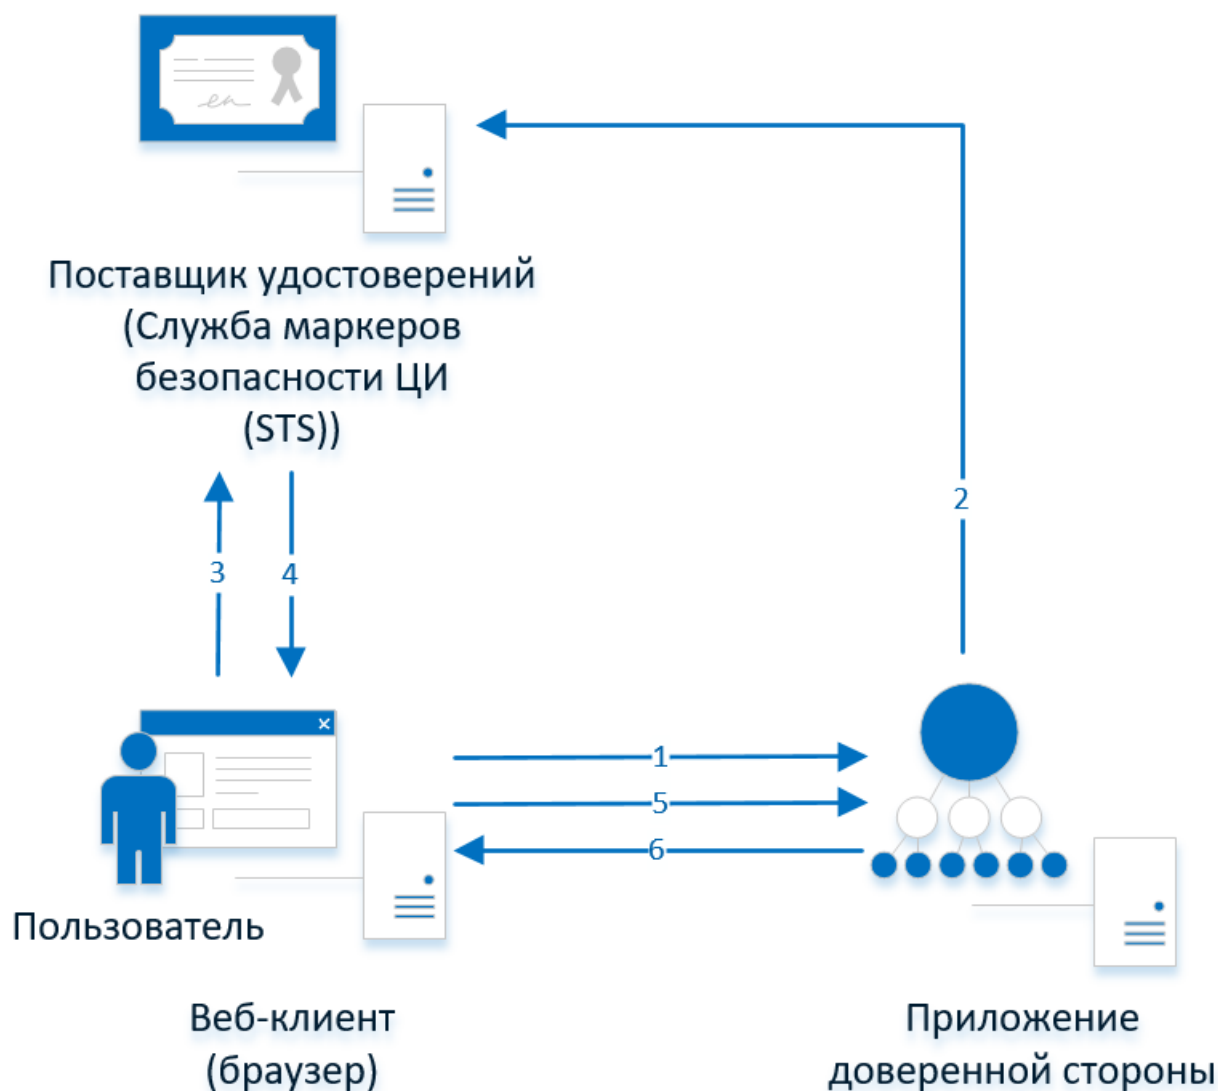 Поставщик удостоверений
(Служба маркеров
безопасности ЦИ
(STS))
2
3
4
1
5
6
Пользователь
Веб-клиент
(браузер)
Приложение
доверенной стороны